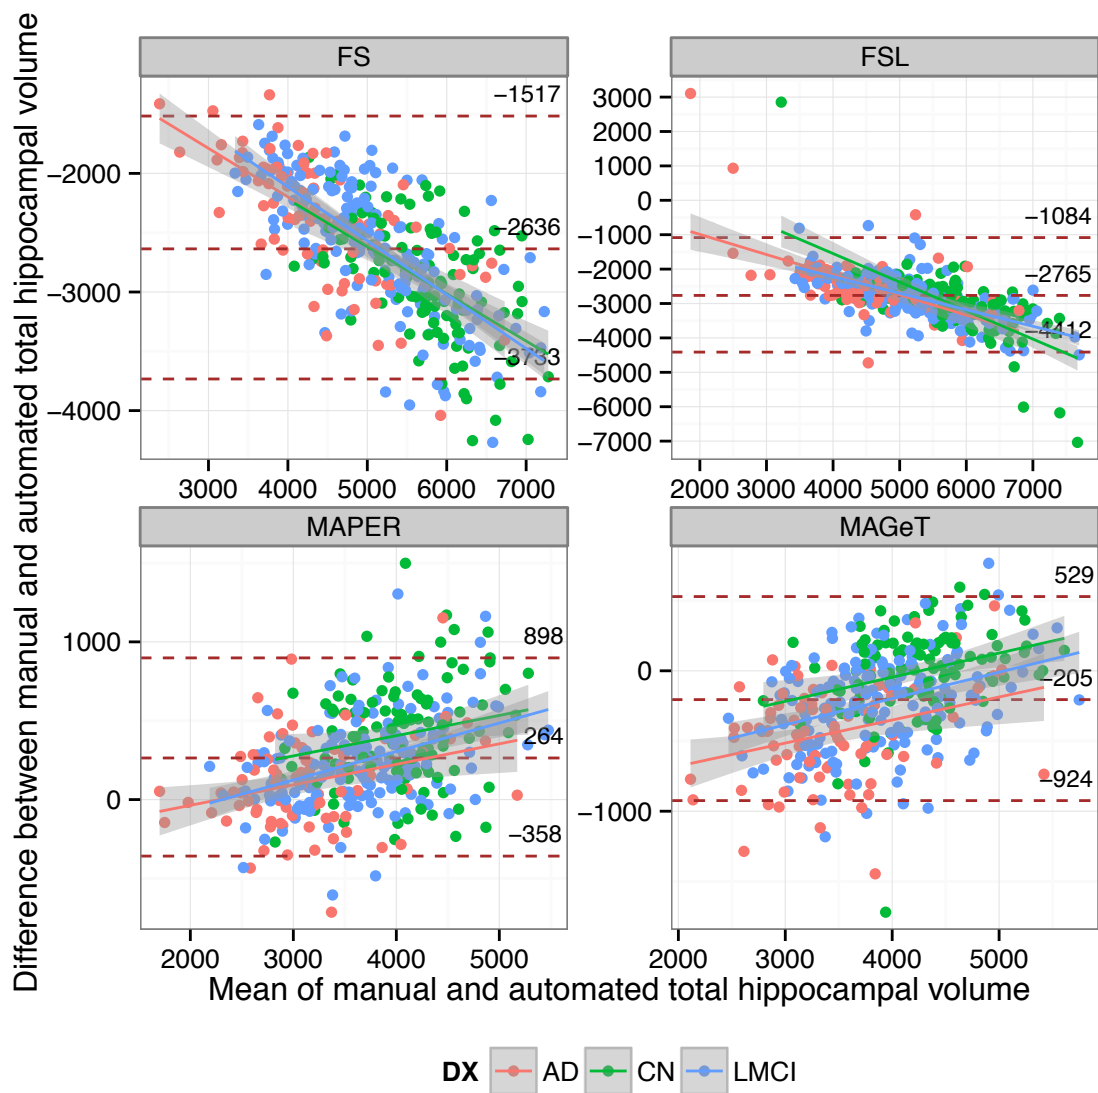 Difference between manual and automated total hippocampal volume
FS
−1517
−2636
−3733
−2000
−3000
−4000
3000 4000 5000 6000 7000
FSL
−1084
−2765
−4412
3000
2000
1000
0
−1000
−2000
−3000
−4000
−5000
−6000
−7000
2000 3000 4000 5000 6000 7000
MAPER
898
264
−358
1000
0
2000 3000 4000 5000
MAGeT
529
−205
−924
0
−1000
2000 3000 4000 5000
Mean of manual and automated total hippocampal volume
DX AD CN LMCI